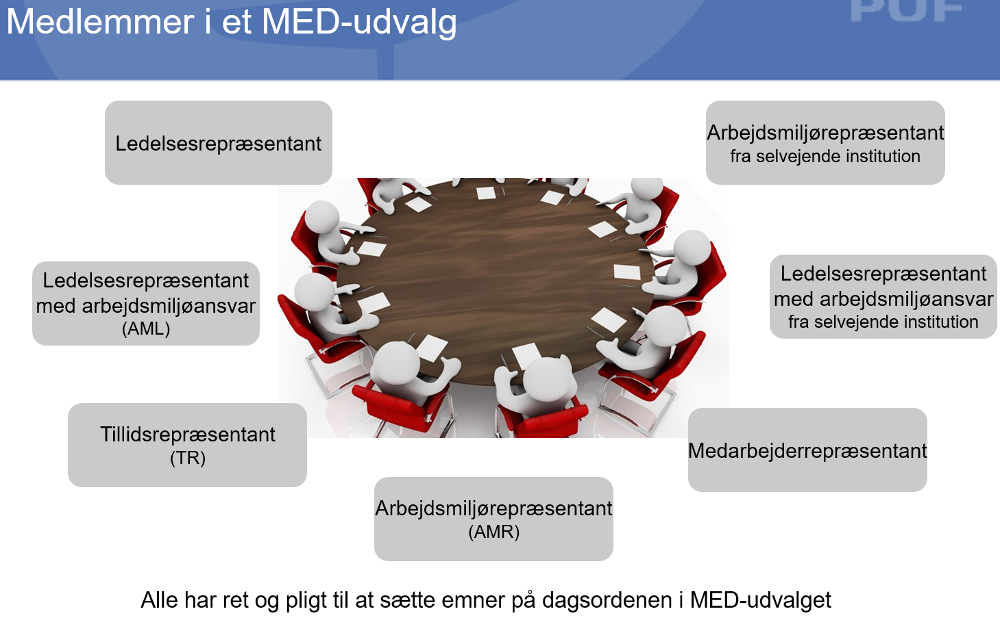 Medlemmer i et MED-udvalg
PUF
Ledelsesrepræsentant
Arbejdsmiljørepræsentant
fra selvejende institution
Ledelsesrepræsentant
med arbejdsmiljøansvar
(AML)
Ledelsesrepræsentant
med arbejdsmiljøansvar
fra selvejende institution
Tillidsrepræsentant
(TR)
Medarbejderrepræsentant
Arbejdsmiljørepræsentant
(AMR)
Alle har ret og pligt til at sætte emner på dagsordenen i MED-udvalget